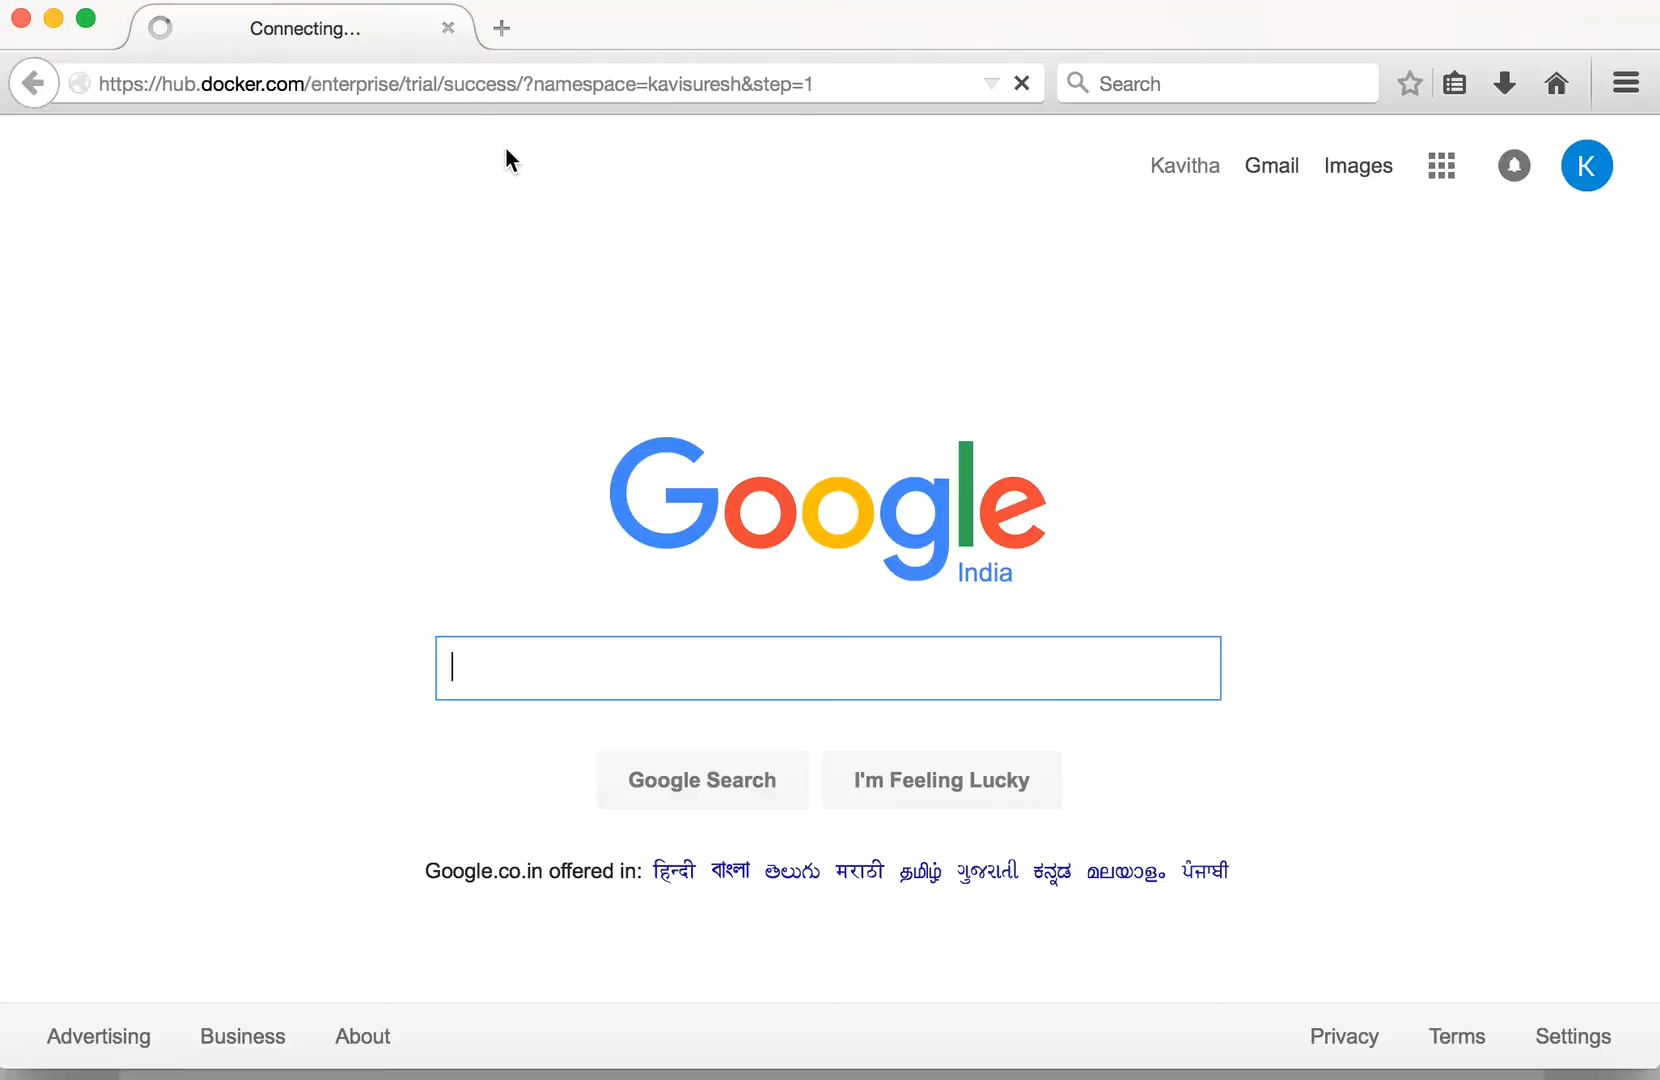 Connecting...
https://hub.docker.com/enterprise/trial/success/?namespace=kavisuresh&step=1
Search
Kavitha Gmail Images K
Google
India
Google Search I'm Feeling Lucky
Google.co.in offered in: हिन्दी বাংলা తెలుగు मराठी தமிழ் ગુજરાતી ಕನ್ನಡ മലയാളം ਪੰਜਾਬੀ
Advertising Business About Privacy Terms Settings